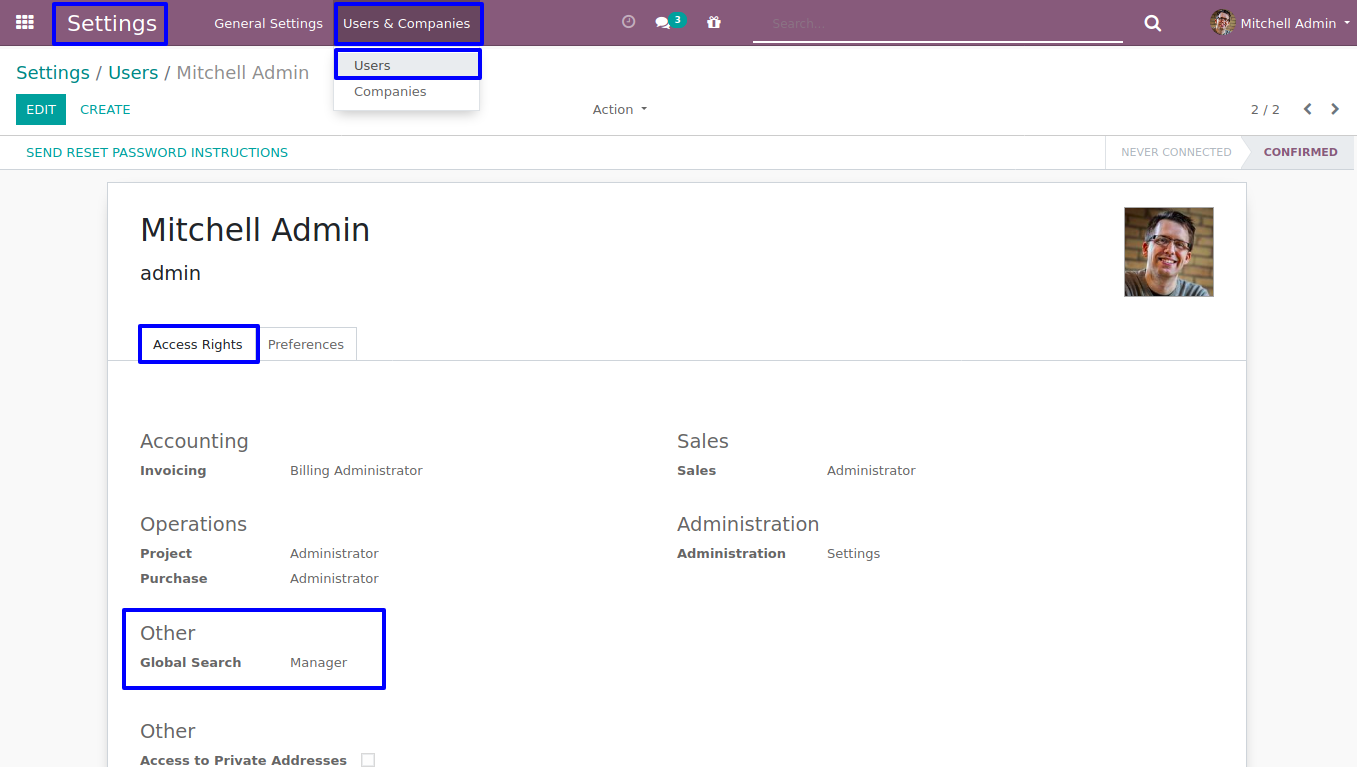 Settings General Settings Users & Companies 3 Search... Mitchell Admin
Settings / Users / Mitchell Admin
Users
Companies
EDIT CREATE Action 2 / 2
SEND RESET PASSWORD INSTRUCTIONS NEVER CONNECTED CONFIRMED
Mitchell Admin
admin
Access Rights Preferences
Accounting Sales
Invoicing Billing Administrator Sales Administrator
Operations Administration
Project Administrator Administration Settings
Purchase Administrator
Other
Global Search Manager
Other
Access to Private Addresses